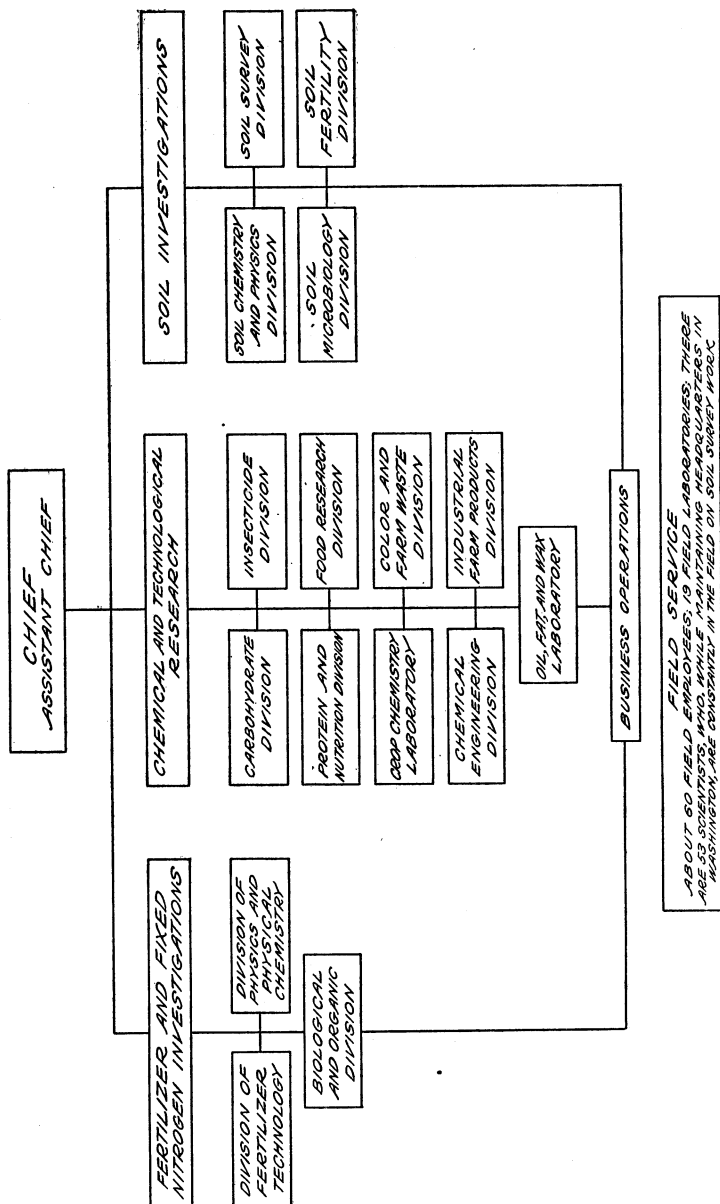 CHIEF
ASSISTANT CHIEF
FERTILIZER AND FIXED
NITROGEN INVESTIGATIONS
DIVISION OF
FERTILIZER
TECHNOLOGY
DIVISION OF
PHYSICS AND
PHYSICAL
CHEMISTRY
BIOLOGICAL
AND ORGANIC
DIVISION
CHEMICAL AND TECHNOLOGICAL
RESEARCH
CARBOHYDRATE
DIVISION
INSECTICIDE
DIVISION
PROTEIN AND
NUTRITION DIVISION
FOOD RESEARCH
DIVISION
CROP CHEMISTRY
LABORATORY
COLOR AND
FARM WASTE
DIVISION
CHEMICAL
ENGINEERING
DIVISION
INDUSTRIAL
FARM PRODUCTS
DIVISION
OIL, FAT, AND WAX
LABORATORY
SOIL INVESTIGATIONS
SOIL CHEMISTRY
AND PHYSICS
DIVISION
SOIL SURVEY
DIVISION
SOIL
MICROBIOLOGY
DIVISION
SOIL
FERTILITY
DIVISION
BUSINESS OPERATIONS
FIELD SERVICE
ABOUT 60 FIELD EMPLOYEES; 19 FIELD LABORATORIES; THERE
ARE 53 SCIENTISTS, WHO, WHILE MAINTAINING HEADQUARTERS IN
WASHINGTON, ARE CONSTANTLY IN THE FIELD ON SOIL SURVEY WORK